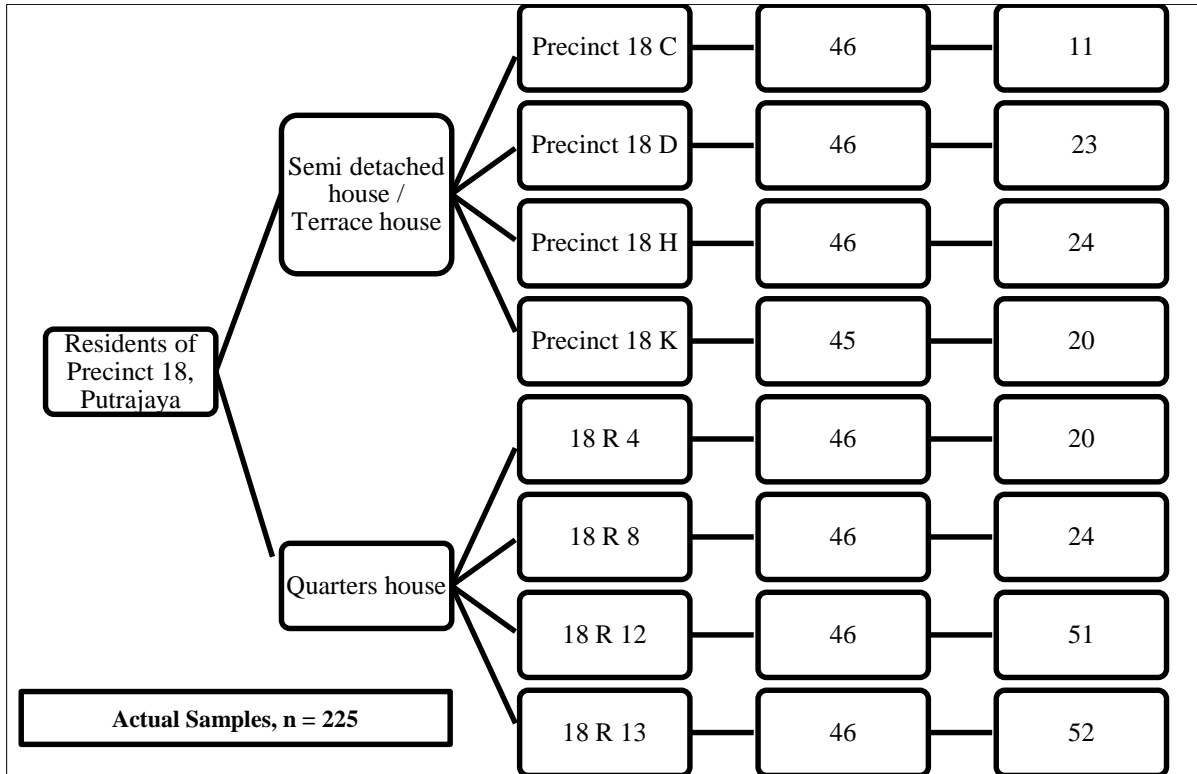 Residents of
Precinct 18,
Putrajaya
Semi detached
house /
Terrace house
Precinct 18 C
46
11
Precinct 18 D
46
23
Precinct 18 H
46
24
Precinct 18 K
45
20
Quarters house
18 R 4
46
20
18 R 8
46
24
18 R 12
46
51
18 R 13
46
52
Actual Samples, n = 225